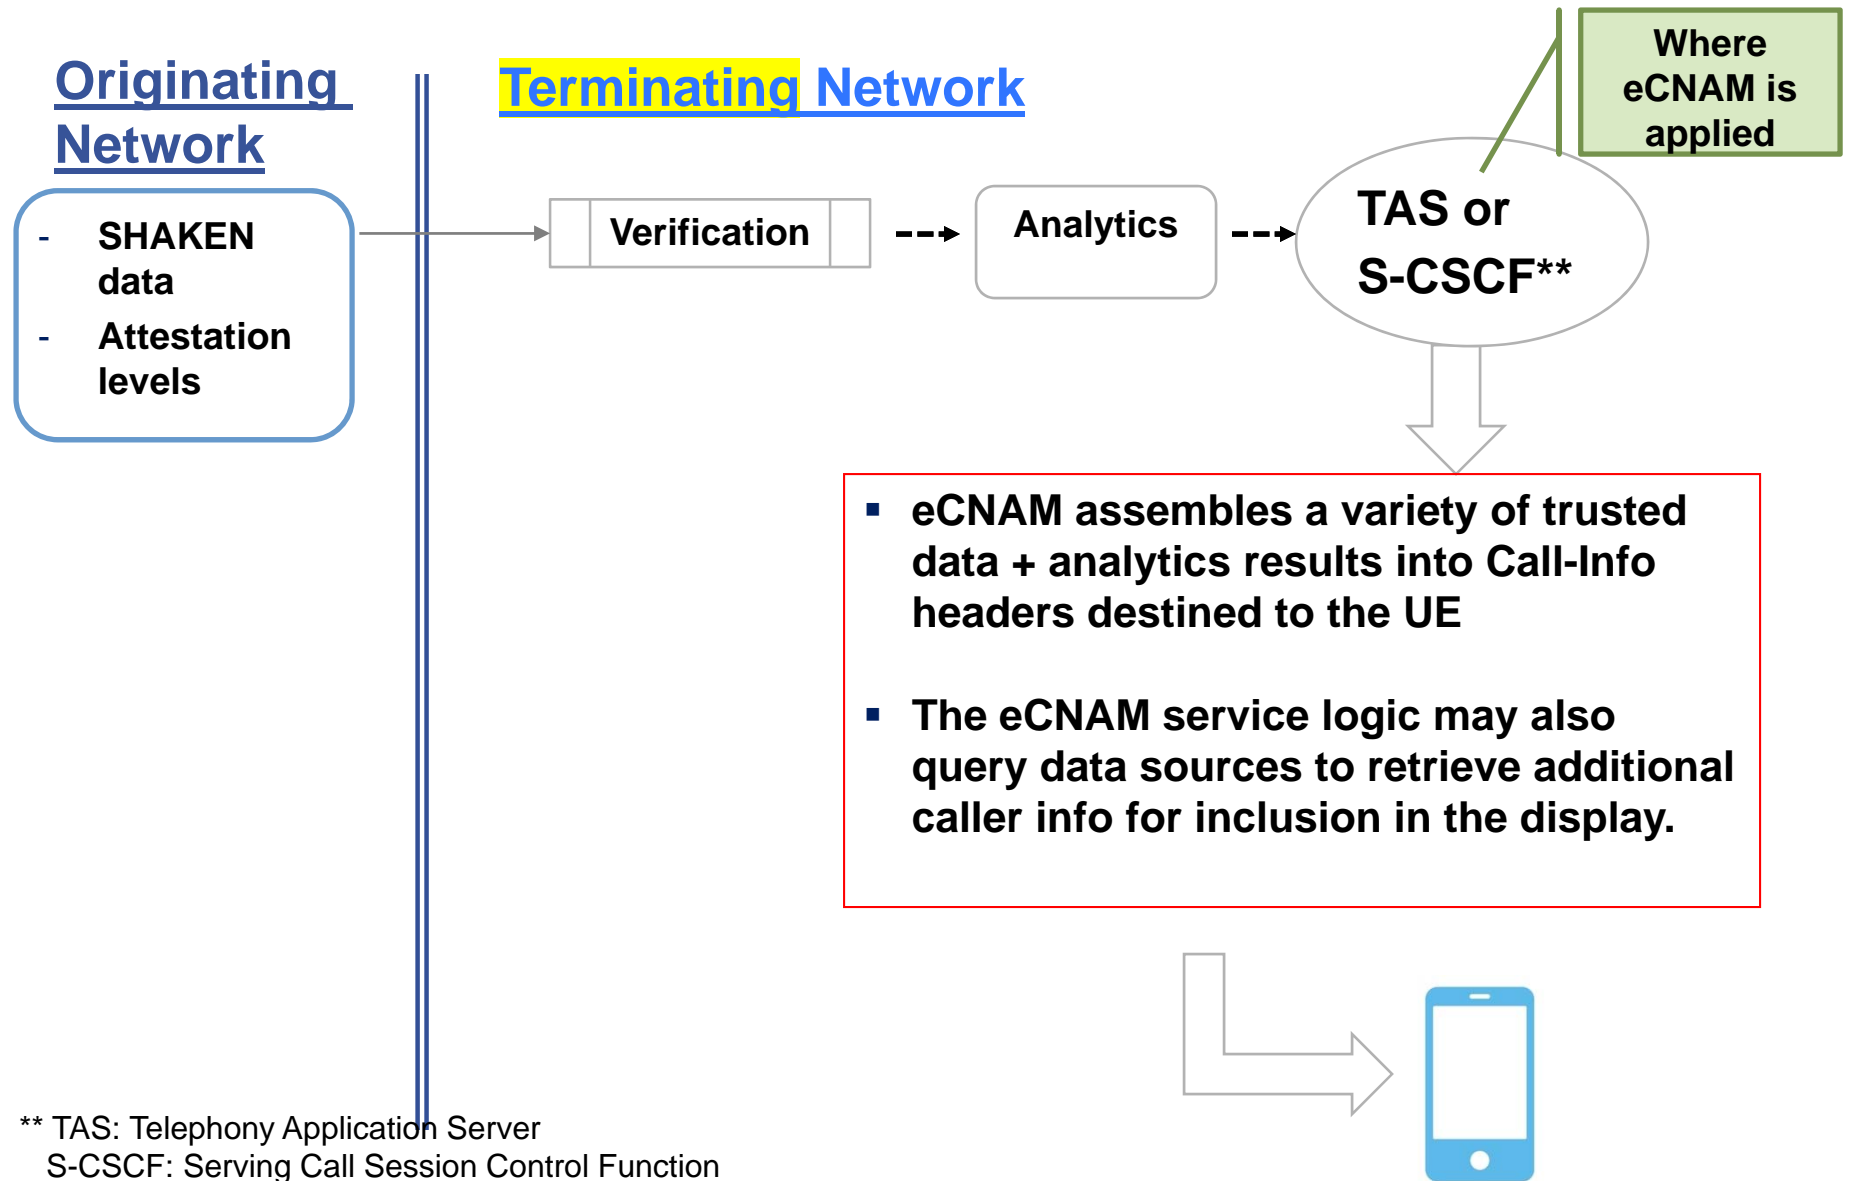 Originating
Network
Terminating Network
Where
eCNAM is
applied
- SHAKEN
data
- Attestation
levels
Verification
Analytics
TAS or
S-CSCF**
▪ eCNAM assembles a variety of trusted
data + analytics results into Call-Info
headers destined to the UE
▪ The eCNAM service logic may also
query data sources to retrieve additional
caller info for inclusion in the display.
** TAS: Telephony Application Server
S-CSCF: Serving Call Session Control Function